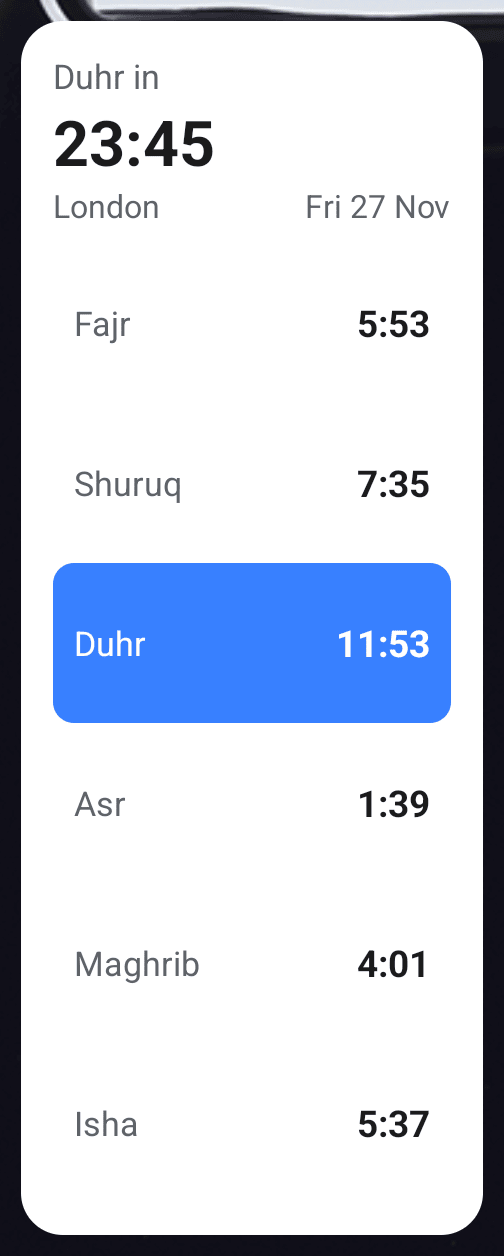 Duhr in
23:45
London Fri 27 Nov
Fajr 5:53
Shuruq 7:35
Duhr 11:53
Asr 1:39
Maghrib 4:01
Isha 5:37